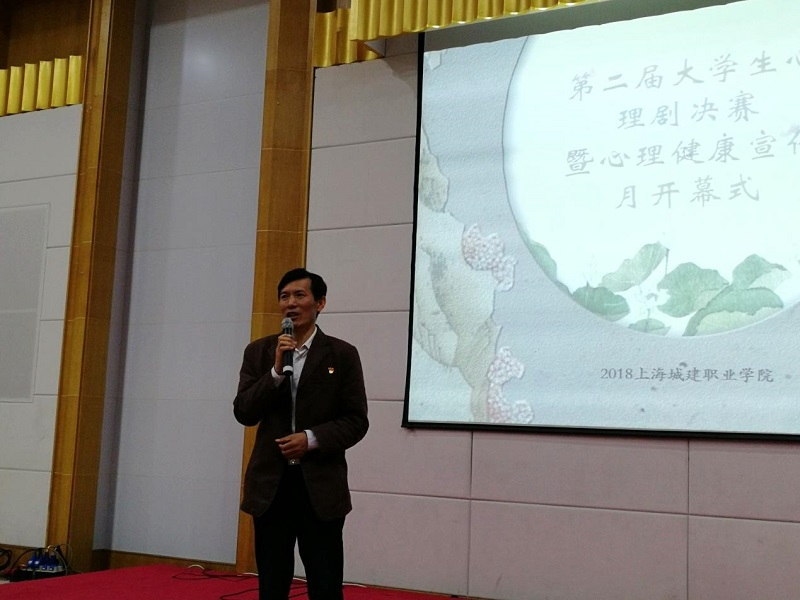 第二届大学生心
理剧决赛
暨心理健康宣传
月开幕式
2018上海城建职业学院